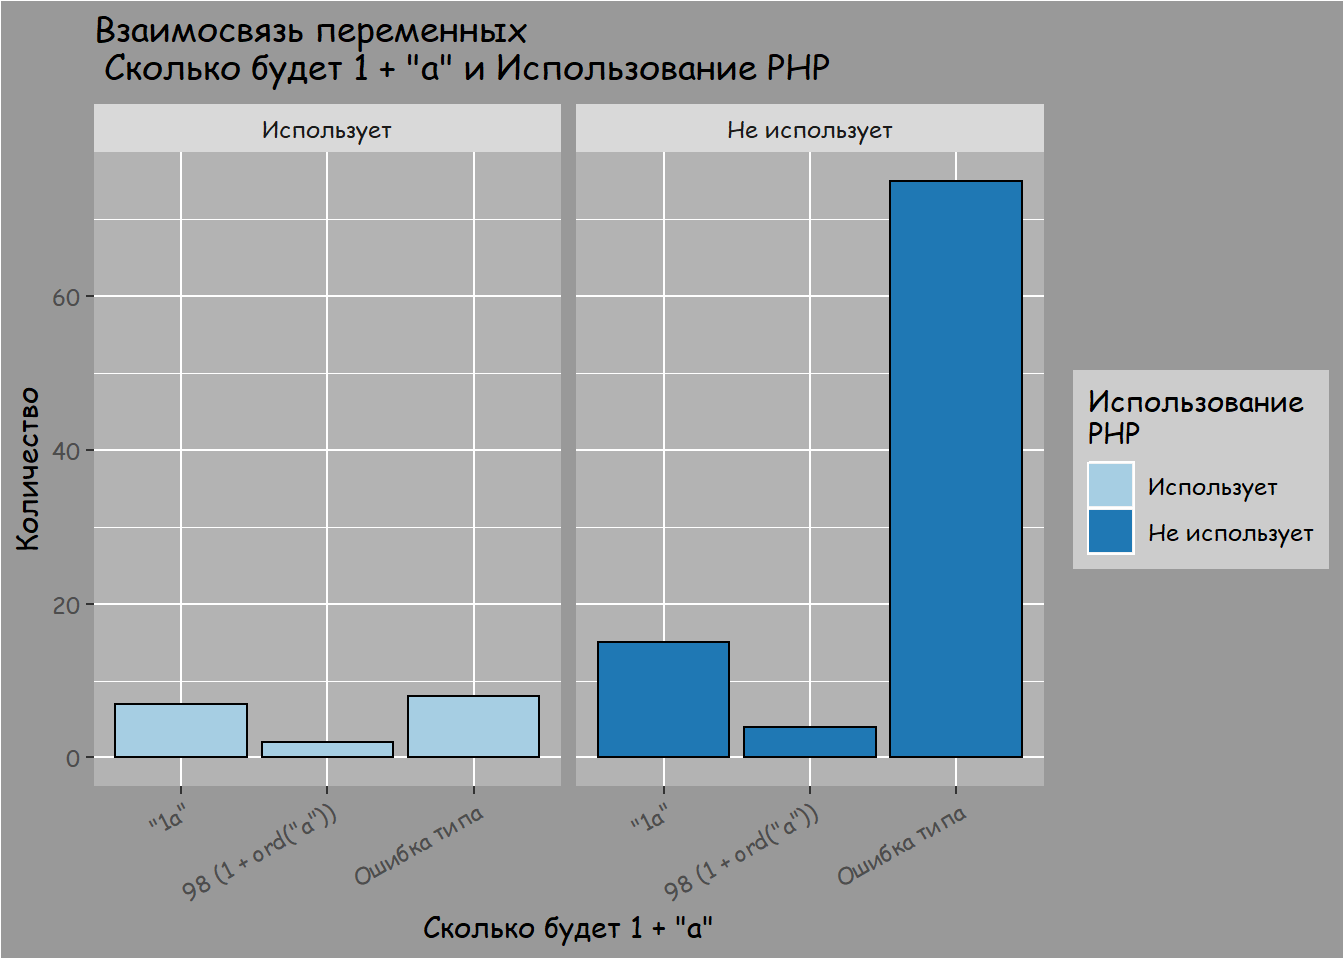 Взаимосвязь переменных
Сколько будет 1 + "a" и Использование PHP
Использует
Не использует
Количество
60
40
20
0
"1a"
98 (1 + ord("a"))
Ошибка типа
"1a"
98 (1 + ord("a"))
Ошибка типа
Сколько будет 1 + "a"
Использование
PHP
Использует
Не использует